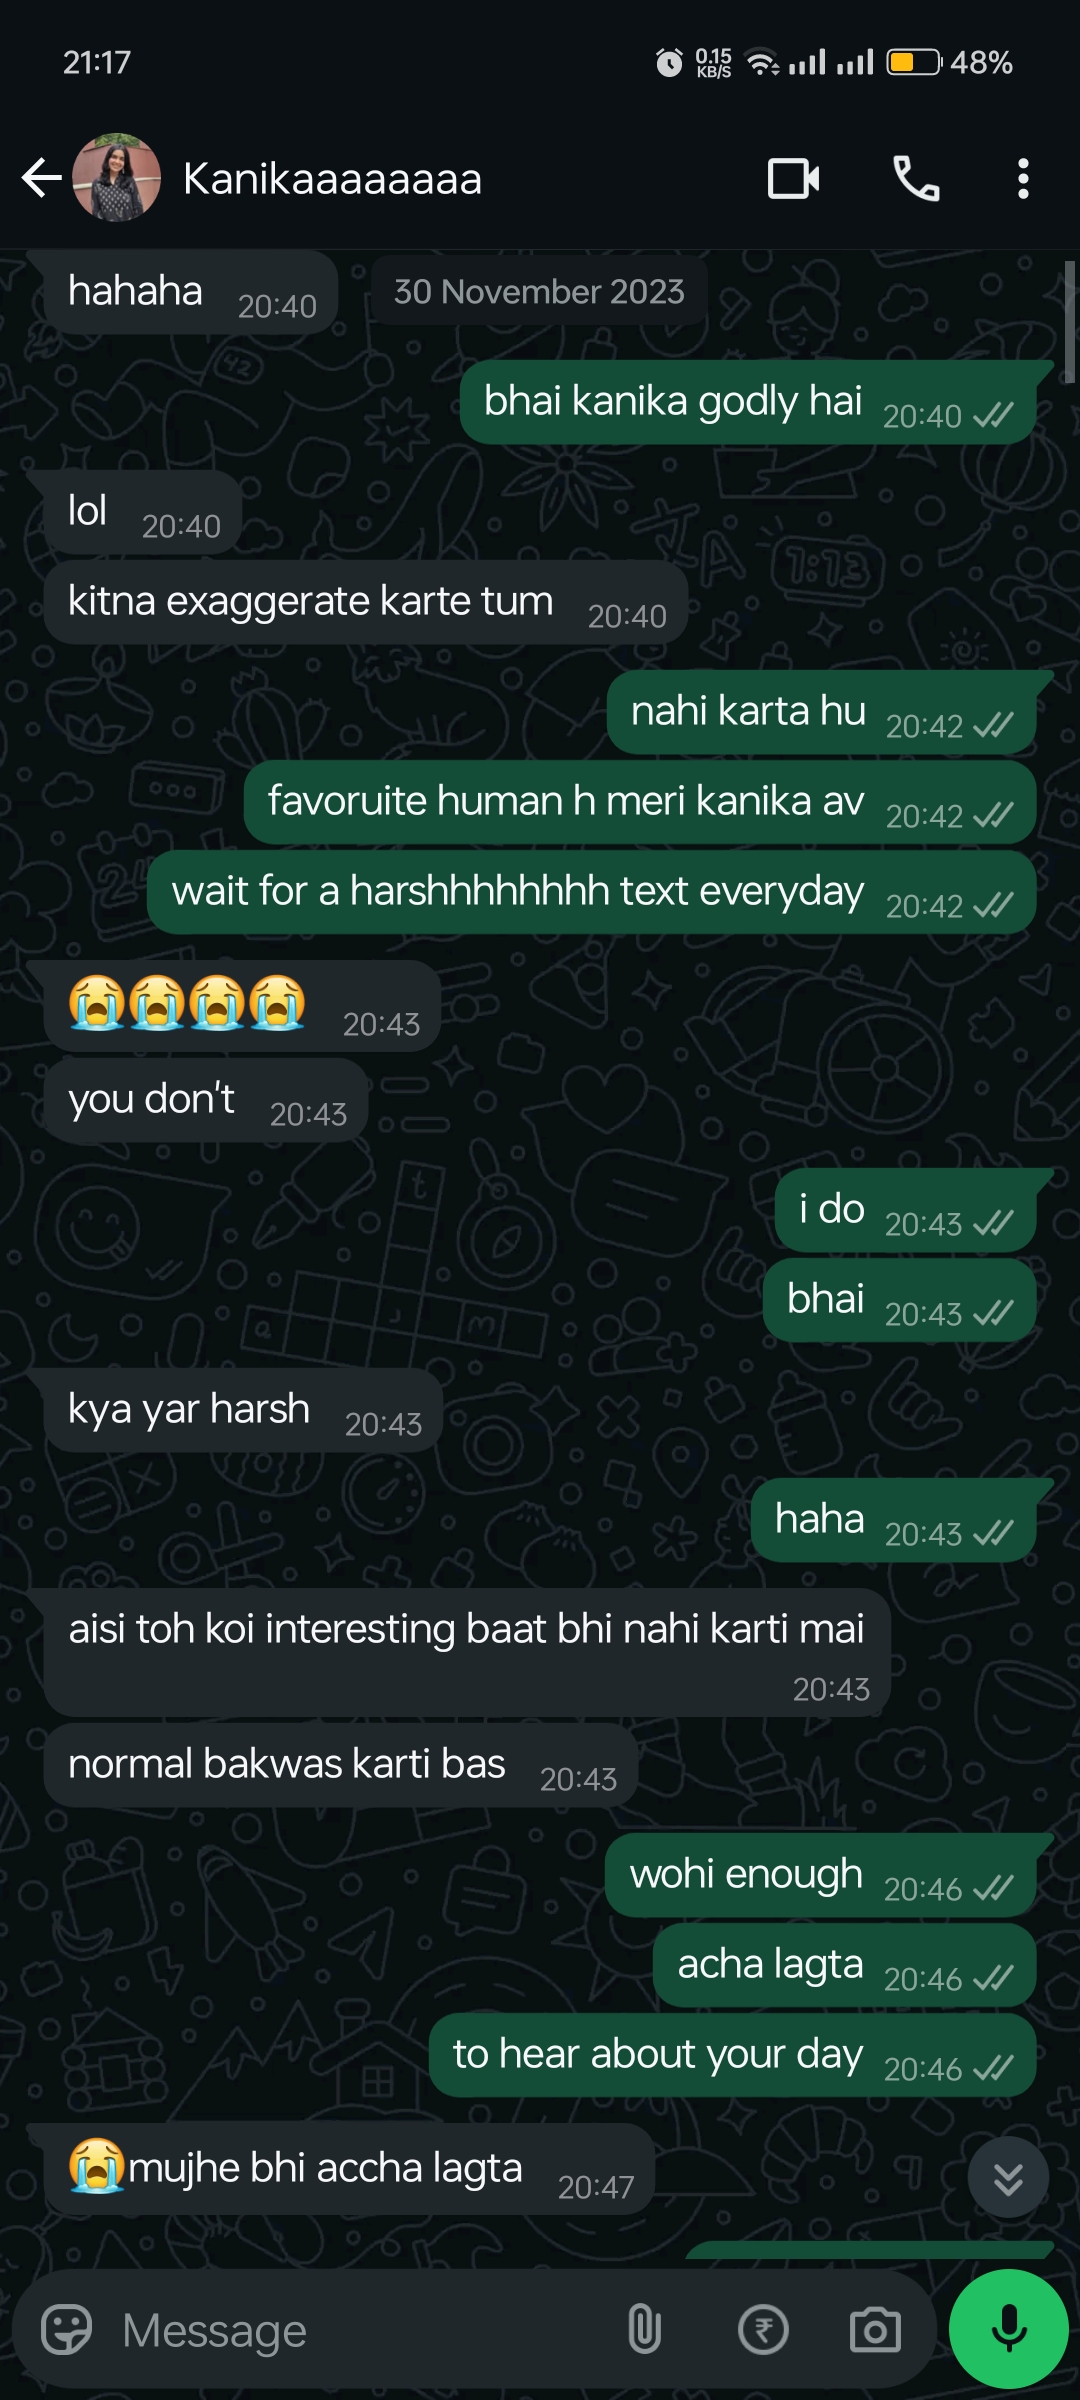 21:17
0.15
KB/S
48%
Kanikaaaaaaaa
hahaha 20:40
30 November 2023
bhai kanika godly hai 20:40
lol 20:40
kitna exaggerate karte tum 20:40
nahi karta hu 20:42
favoruite human h meri kanika av 20:42
wait for a harshhhhhhhh text everyday 20:42
😭😭😭😭 20:43
you don't 20:43
i do 20:43
bhai 20:43
kya yar harsh 20:43
haha 20:43
aisi toh koi interesting baat bhi nahi karti mai
20:43
normal bakwas karti bas 20:43
wohi enough 20:46
acha lagta 20:46
to hear about your day 20:46
😭mujhe bhi accha lagta 20:47
Message